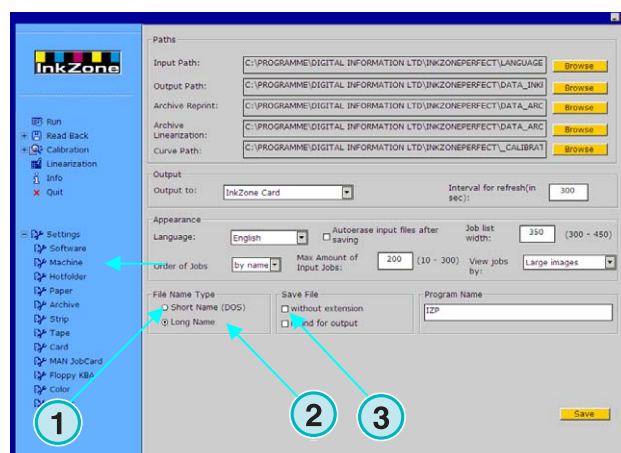 InkZone
Run
Read Back
Calibration
Linearization
Info
Quit
Settings
Software
Machine
Hotfolder
Paper
Archive
Strip
Tape
Card
MAN JobCard
Floppy KBA
Color
Paths
Input Path: C:\PROGRAMME\DIGITAL INFORMATION LTD\INKZONEPERFECT\LANGUAGE Browse
Output Path: C:\PROGRAMME\DIGITAL INFORMATION LTD\INKZONEPERFECT\DATA_INKI Browse
Archive Reprint: C:\PROGRAMME\DIGITAL INFORMATION LTD\INKZONEPERFECT\DATA_ARC Browse
Archive
Linearization: C:\PROGRAMME\DIGITAL INFORMATION LTD\INKZONEPERFECT\DATA_ARC Browse
Curve Path: C:\PROGRAMME\DIGITAL INFORMATION LTD\INKZONEPERFECT\_CALIBRAT Browse
Output
Output to: InkZone Card Interval for refresh(in
sec): 300
Appearance
Language: English Autoerase input files after
saving Job list
width: 350 (300 - 450)
Order of Jobs by name Max Amount of
Input Jobs: 200 (10 - 300) View jobs
by: Large images
File Name Type
Short Name (DOS)
Long Name
Save File
without extension
and for output
Program Name
IZP
Save
1
2
3